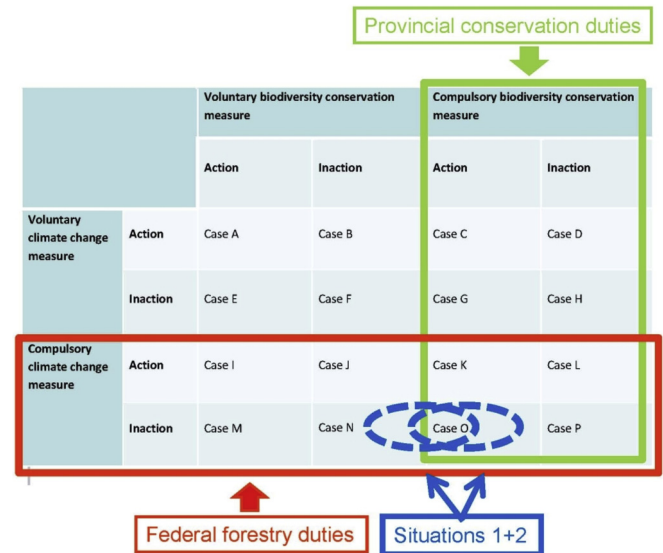 Provincial conservation duties
Voluntary biodiversity conservation measure
Compulsory biodiversity conservation measure
Action
Inaction
Action
Inaction
Voluntary climate change measure
Action
Case A
Case B
Case C
Case D
Inaction
Case E
Case F
Case G
Case H
Compulsory climate change measure
Action
Case I
Case J
Case K
Case L
Inaction
Case M
Case N
Case O
Case P
Federal forestry duties
Situations 1+2